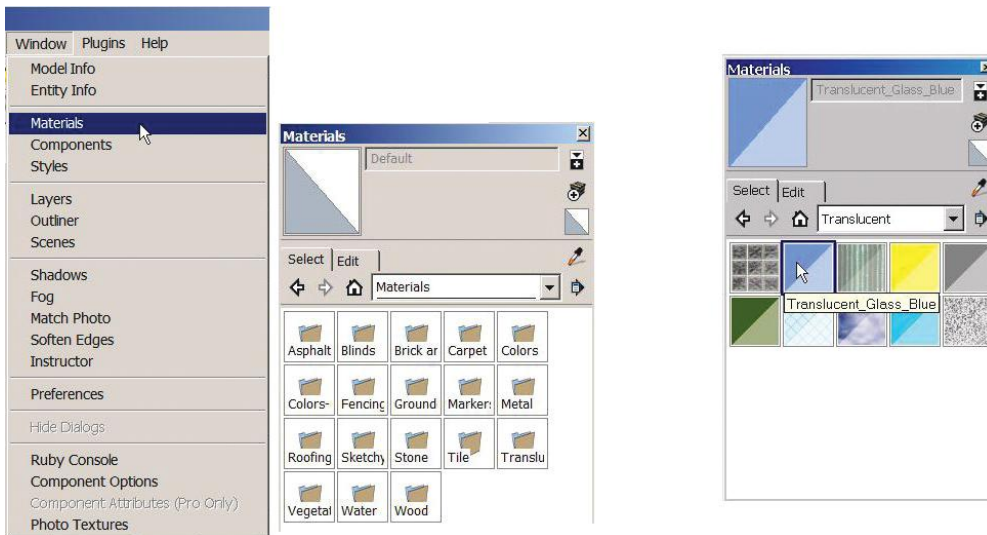 Window Plugins Help
Model Info
Entity Info
Materials
Components
Styles
Layers
Outliner
Scenes
Shadows
Fog
Match Photo
Soften Edges
Instructor
Preferences
Hide Dialogs
Ruby Console
Component Options
Component Attributes (Pro Only)
Photo Textures
Materials
Default
Select Edit
Materials
Asphalt Blinds Brick ar Carpet Colors
Colors- Fencing Ground Marker: Metal
Roofing Sketchy Stone Tile Translu
Vegetat Water Wood
Materials
Translucent_Glass_Blue
Select Edit
Translucent
Translucent_Glass_Blue